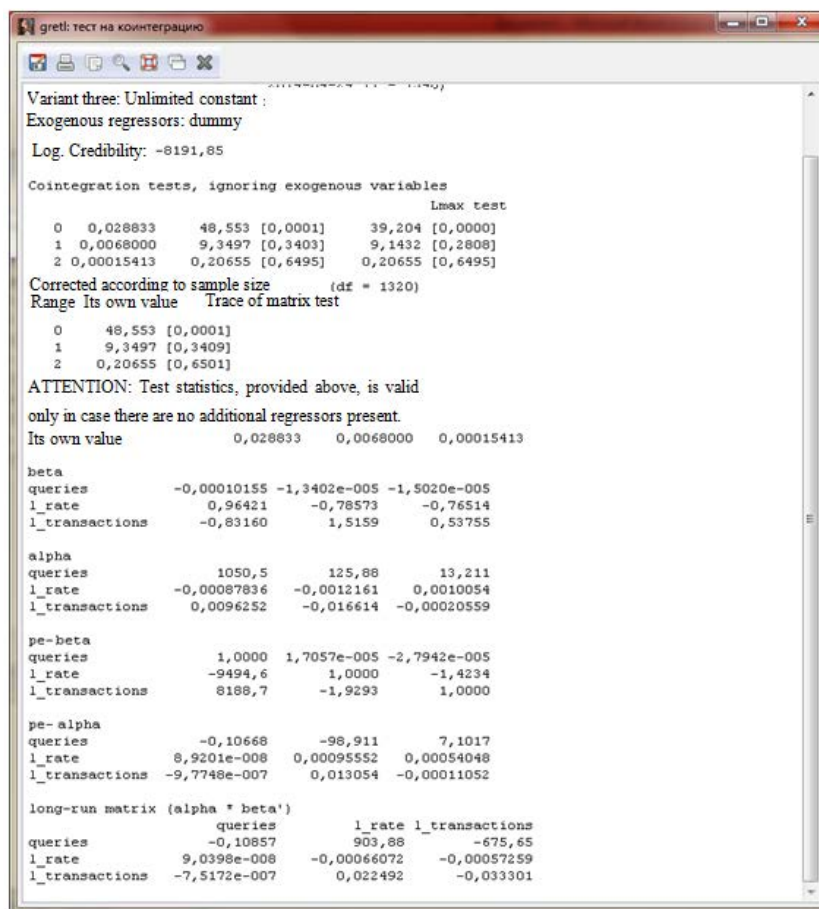 gretl: тест на коинтеграцию
Variant three: Unlimited constant :
Exogenous regressors: dummy
Log. Credibility: -8191,85
Cointegration tests, ignoring exogenous variables
Lmax test
0 0,028833 48,553 [0,0001] 39,204 [0,0000]
1 0,0068000 9,3497 [0,3403] 9,1432 [0,2808]
2 0,00015413 0,20655 [0,6495] 0,20655 [0,6495]
Corrected according to sample size (df = 1320)
Range Its own value Trace of matrix test
0 48,553 [0,0001]
1 9,3497 [0,3409]
2 0,20655 [0,6501]
ATTENTION: Test statistics, provided above, is valid
only in case there are no additional regressors present.
Its own value 0,028833 0,0068000 0,00015413
beta
queries -0,00010155 -1,3402e-005 -1,5020e-005
l_rate 0,96421 -0,78573 -0,76514
l_transactions -0,83160 1,5159 0,53755
alpha
queries 1050,5 125,88 13,211
l_rate -0,00087836 -0,0012161 0,0010054
l_transactions 0,0096252 -0,016614 -0,00020559
pe-beta
queries 1,0000 1,7057e-005 -2,7942e-005
l_rate -9494,6 1,0000 -1,4234
l_transactions 8188,7 -1,9293 1,0000
pe- alpha
queries -0,10668 -98,911 7,1017
l_rate 8,9201e-008 0,00095552 0,00054048
l_transactions -9,7748e-007 0,013054 -0,00011052
long-run matrix (alpha * beta')
queries l_rate l_transactions
queries -0,10857 903,88 -675,65
l_rate 9,0398e-008 -0,00066072 -0,00057259
l_transactions -7,5172e-007 0,022492 -0,033301